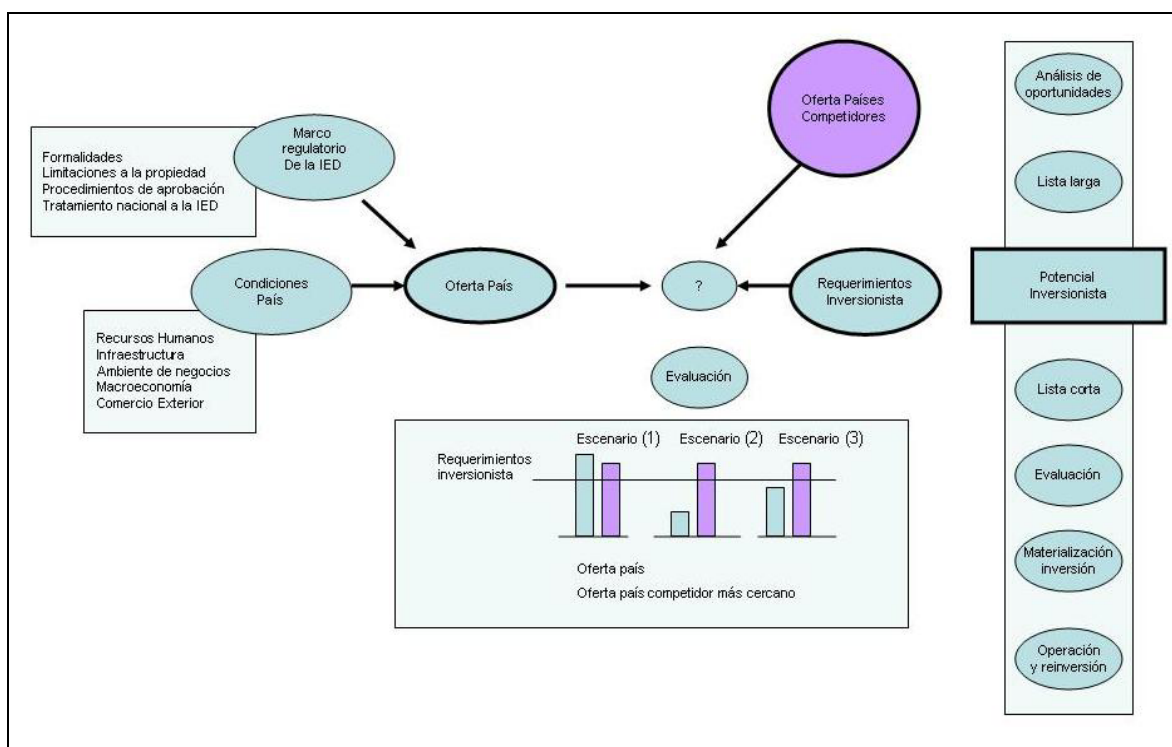 Formalidades
Limitaciones a la propiedad
Procedimientos de aprobación
Tratamiento nacional a la IED
Marco
regulatorio
De la IED
Condiciones
País
Recursos Humanos
Infraestructura
Ambiente de negocios
Macroeconomía
Comercio Exterior
Oferta País
Oferta Países
Competidores
?
Requerimientos
Inversionista
Evaluación
Escenario (1)
Escenario (2)
Escenario (3)
Requerimientos
inversionista
Oferta país
Oferta país competidor más cercano
Análisis de
oportunidades
Lista larga
Potencial
Inversionista
Lista corta
Evaluación
Materialización
inversión
Operación
y reinversión